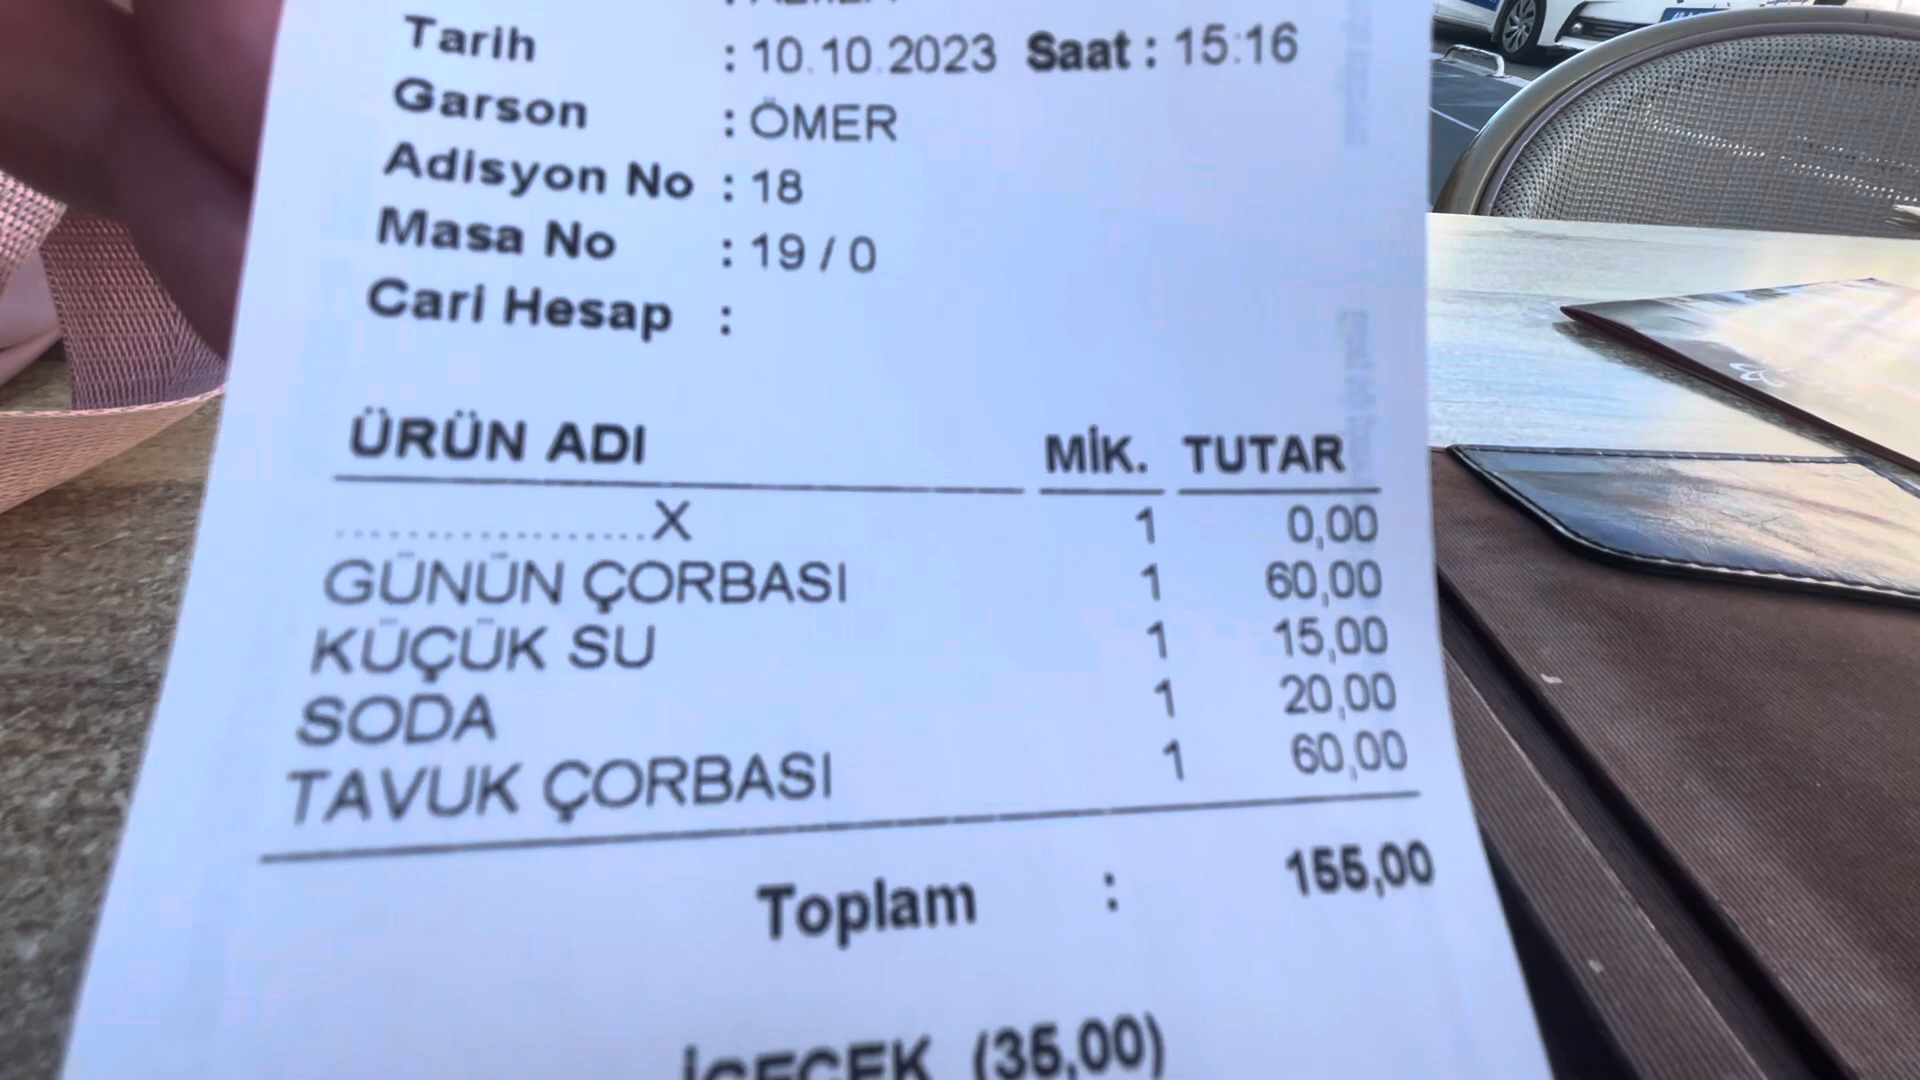 Tarih : 10.10.2023 Saat : 15:16
Garson : ÖMER
Adisyon No : 18
Masa No : 19 / 0
Cari Hesap :
ÜRÜN ADI MİK. TUTAR
..................X 1 0,00
GÜNÜN ÇORBASI 1 60,00
KÜÇÜK SU 1 15,00
SODA 1 20,00
TAVUK ÇORBASI 1 60,00
Toplam : 155,00
İÇECEK (35,00)